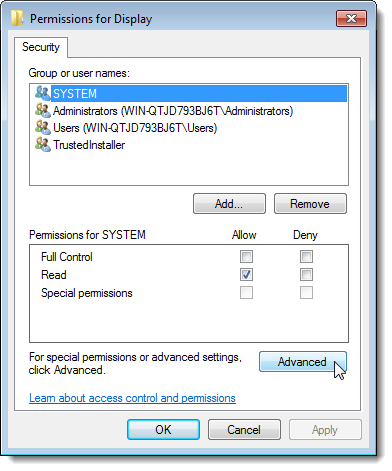 Permissions for Display
Security
Group or user names:
SYSTEM
Administrators (WIN-QTJD793BJ6T\Administrators)
Users (WIN-QTJD793BJ6T\Users)
TrustedInstaller
Add... Remove
Permissions for SYSTEM Allow Deny
Full Control
Read
Special permissions
For special permissions or advanced settings,
click Advanced.
Advanced
Learn about access control and permissions
OK Cancel Apply